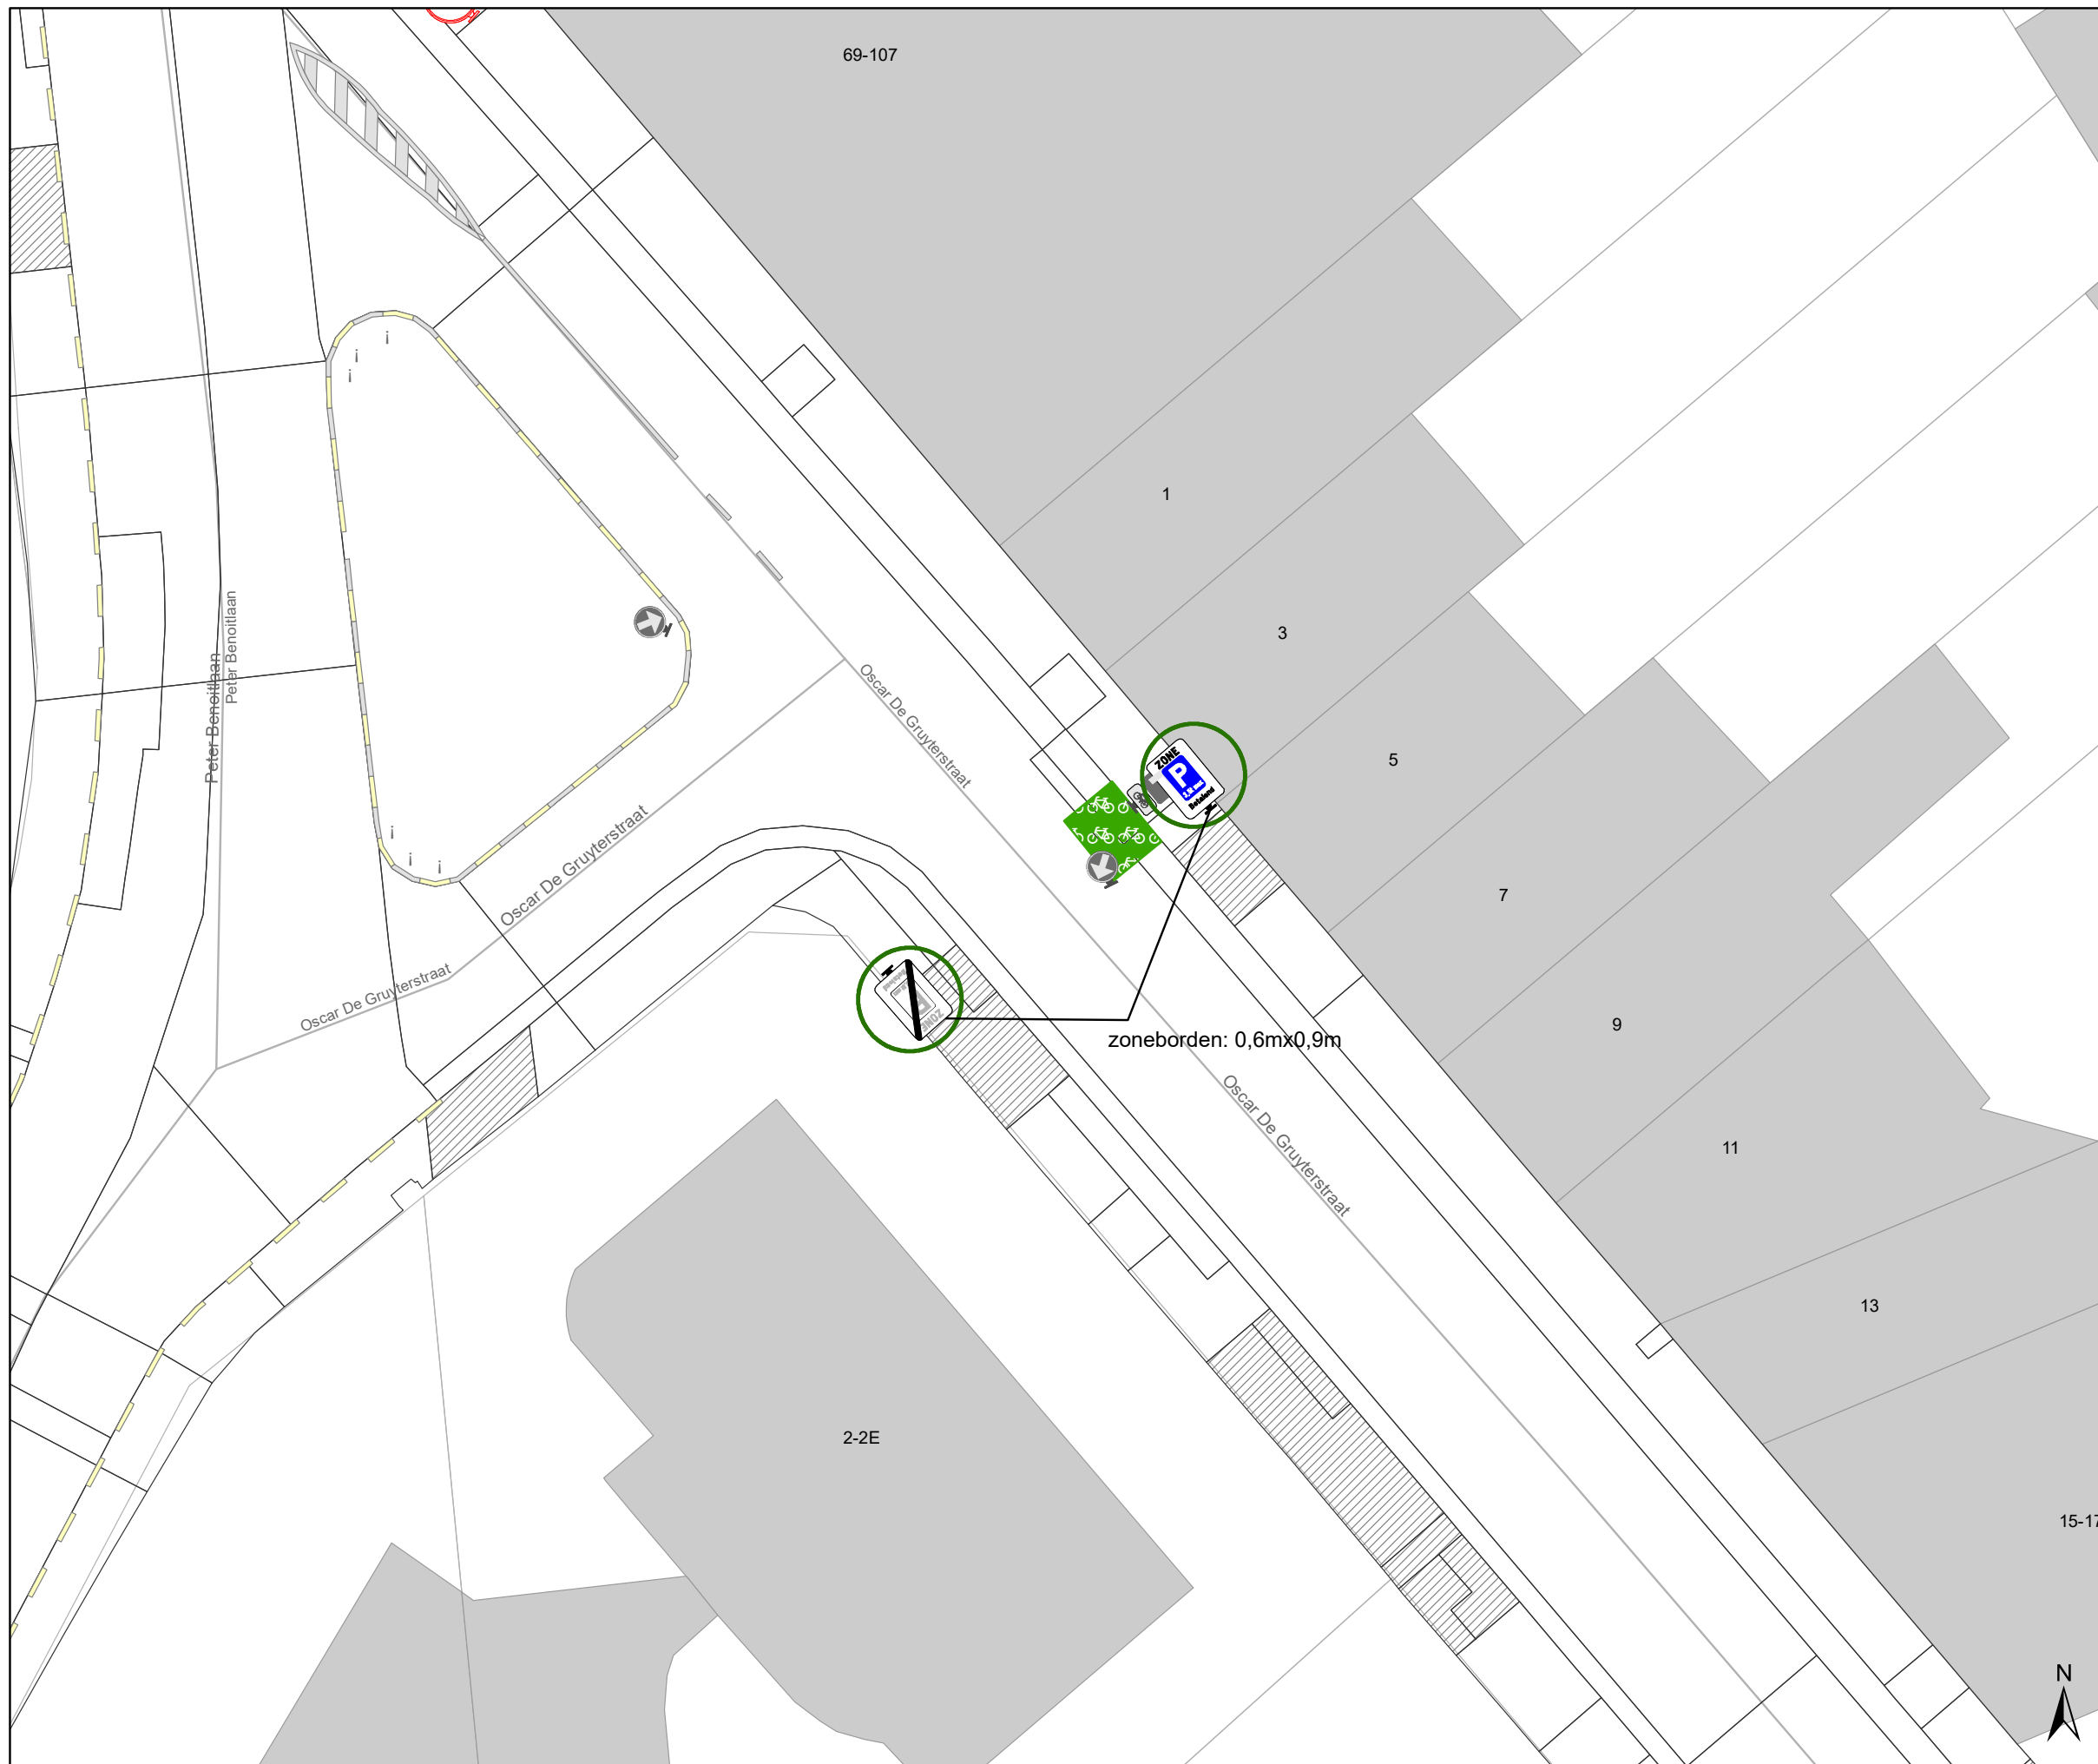 69-107
1
3
Peter Benoitlaan
Peter Benoitlaan
Oscar De Gruyterstraat
ZONE
P
Betalend
5
Oscar De Gruyterstraat
7
Oscar De Gruyterstraat
ZONE
zoneborden: 0,6mx0,9m
9
Oscar De Gruyterstraat
11
13
2-2E
15-17
N